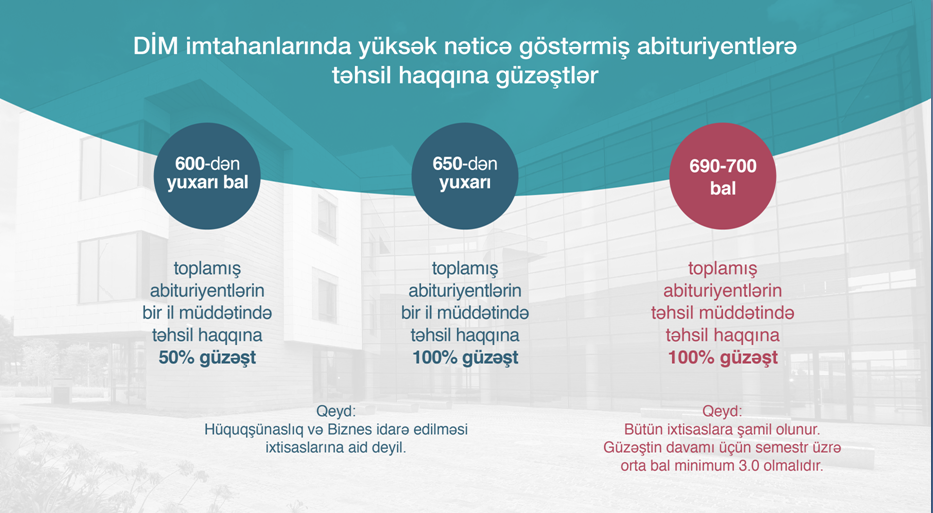 DİM imtahanlarında yüksək nəticə göstərmiş abituriyentlərə
təhsil haqqına güzəştlər
600-dən
yuxarı bal
toplamış
abituriyentlərin
bir il müddətində
təhsil haqqına
50% güzəşt
650-dən
yuxarı
toplamış
abituriyentlərin
bir il müddətində
təhsil haqqına
100% güzəşt
690-700
bal
toplamış
abituriyentlərin
təhsil müddətində
təhsil haqqına
100% güzəşt
Qeyd:
Hüquqşünaslıq və Biznes idarə edilməsi
ixtisaslarına aid deyil.
Qeyd:
Bütün ixtisaslara şamil olunur.
Güzəştin davamı üçün semestr üzrə
orta bal minimum 3.0 olmalıdır.